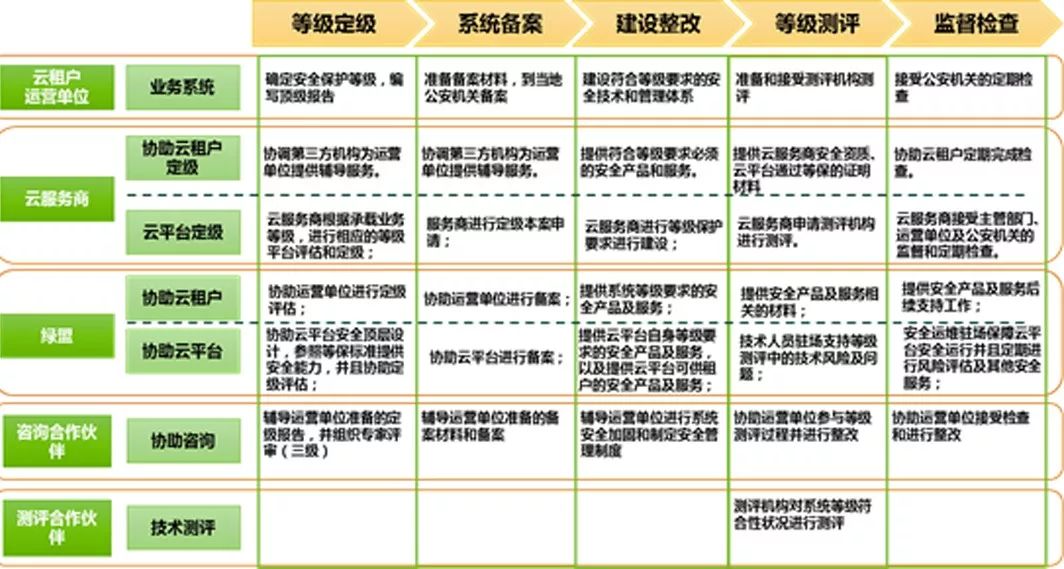 等级定级
系统备案
建设整改
等级测评
监督检查
云租户
运营单位
业务系统
确定安全保护等级，编
写顶级报告
准备备案材料，到当地
公安机关备案
建设符合等级要求的安
全技术和管理体系
准备和接受测评机构测
评
接受公安机关的定期检
查
云服务商
协助云租户
定级
协调第三方机构为运营
单位提供辅导服务。
协调第三方机构为运营
单位提供辅导服务。
提供符合等级要求必须
的安全产品和服务。
提供云服务商安全资质、
云平台通过等保的证明
材料
协助云租户定期完成检
查。
云平台定级
云服务商根据承载业务
等级，进行相应的等级
平台评估和定级；
服务商进行定级本案申
请；
云服务商进行等级保护
要求进行建设；
云服务商申请测评机构
进行测评。
云服务商接受主管部门、
运营单位及公安机关的
监督和定期检查。
绿盟
协助云租户
协助运营单位进行定级
评估；
协助运营单位进行备案；
提供系统等级要求的安
全产品及服务；
提供安全产品及服务相
关的材料；
提供安全产品及服务后
续支持工作；
协助云平台
协助云平台安全顶层设
计，参照等保标准提供
安全能力，并且协助定
级评估；
协助云平台进行备案；
提供云平台自身等级要
求的安全产品及服务，
以及提供云平台可供租
户的安全产品及服务；
技术人员驻场支持等级
测评中的技术风险及问
题；
安全运维驻场保障云平
台安全运行并且定期进
行风险评估及其他安全
服务；
咨询合作伙
伴
协助咨询
辅导运营单位准备的定
级报告，并组织专家评
审（三级）
辅导运营单位准备的备
案材料和备案
辅导运营单位进行系统
安全加固和制定安全管
理制度
协助运营单位参与等级
测评过程并进行整改
协助运营单位接受检查
和进行整改
测评合作伙
伴
技术测评
测评机构对系统等级符
合性状况进行测评